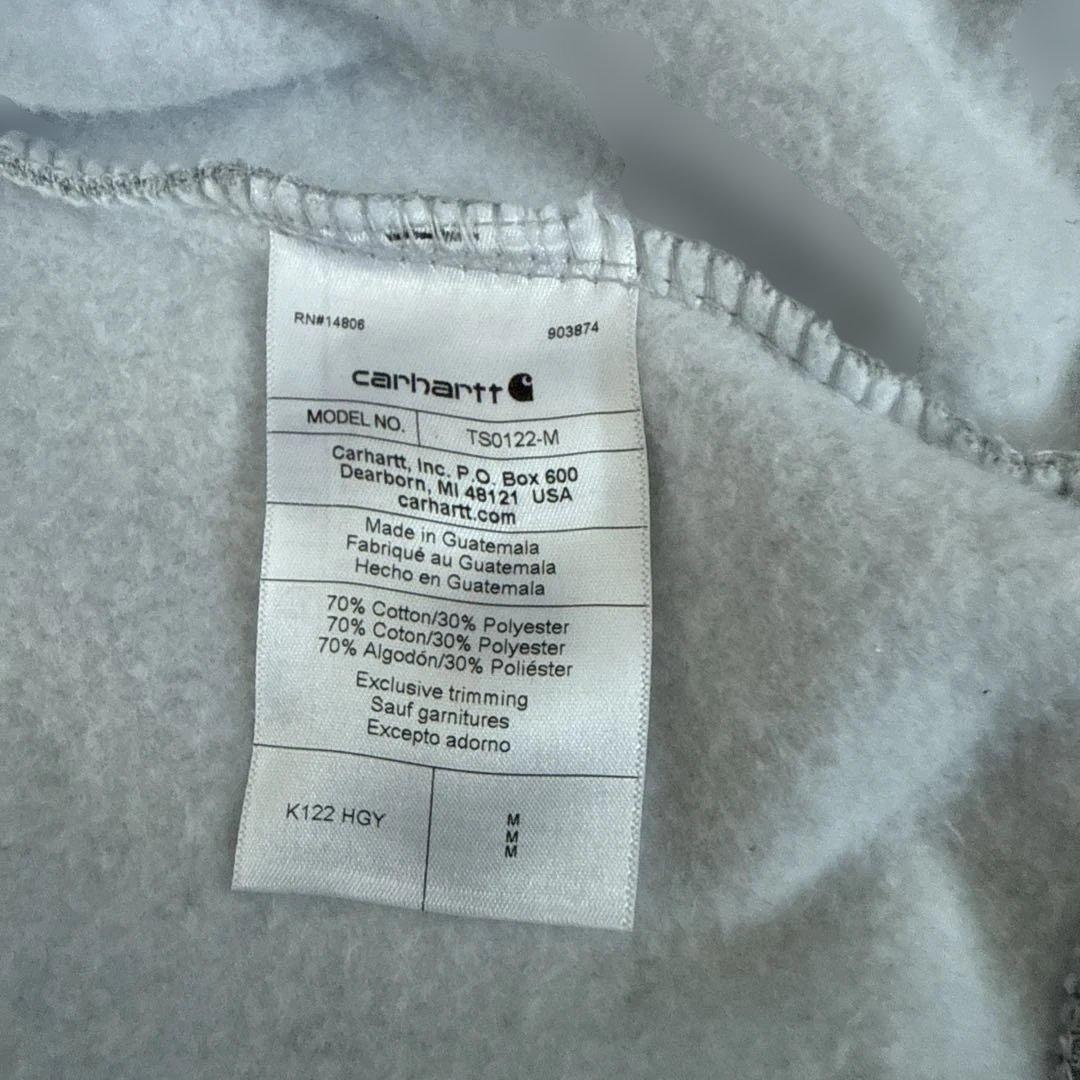 RN#14806 903874
carhartt
MODEL NO. TS0122-M
Carhartt, Inc. P.O. Box 600
Dearborn, MI 48121 USA
carhartt.com
Made in Guatemala
Fabriqué au Guatemala
Hecho en Guatemala
70% Cotton/30% Polyester
70% Coton/30% Polyester
70% Algodón/30% Poliéster
Exclusive trimming
Sauf garnitures
Excepto adorno
K122 HGY
M
M
M